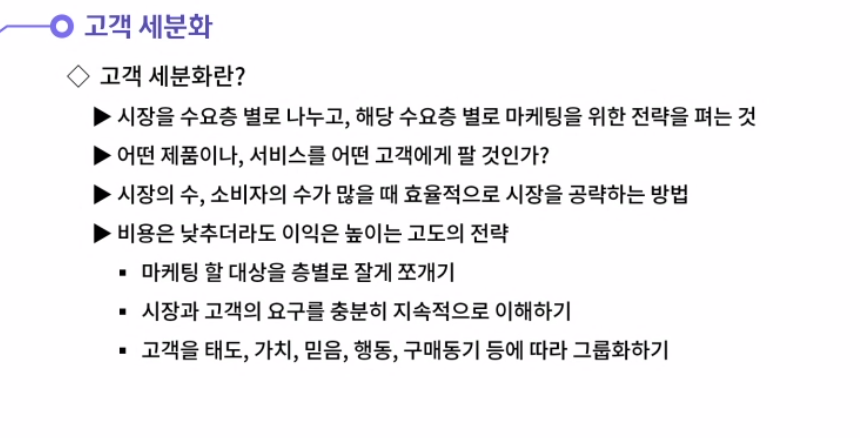 고객 세분화
◇ 고객 세분화란?
▶ 시장을 수요층 별로 나누고, 해당 수요층 별로 마케팅을 위한 전략을 펴는 것
▶ 어떤 제품이나, 서비스를 어떤 고객에게 팔 것인가?
▶ 시장의 수, 소비자의 수가 많을 때 효율적으로 시장을 공략하는 방법
▶ 비용은 낮추더라도 이익은 높이는 고도의 전략
▪ 마케팅 할 대상을 층별로 잘게 쪼개기
▪ 시장과 고객의 요구를 충분히 지속적으로 이해하기
▪ 고객을 태도, 가치, 믿음, 행동, 구매동기 등에 따라 그룹화하기